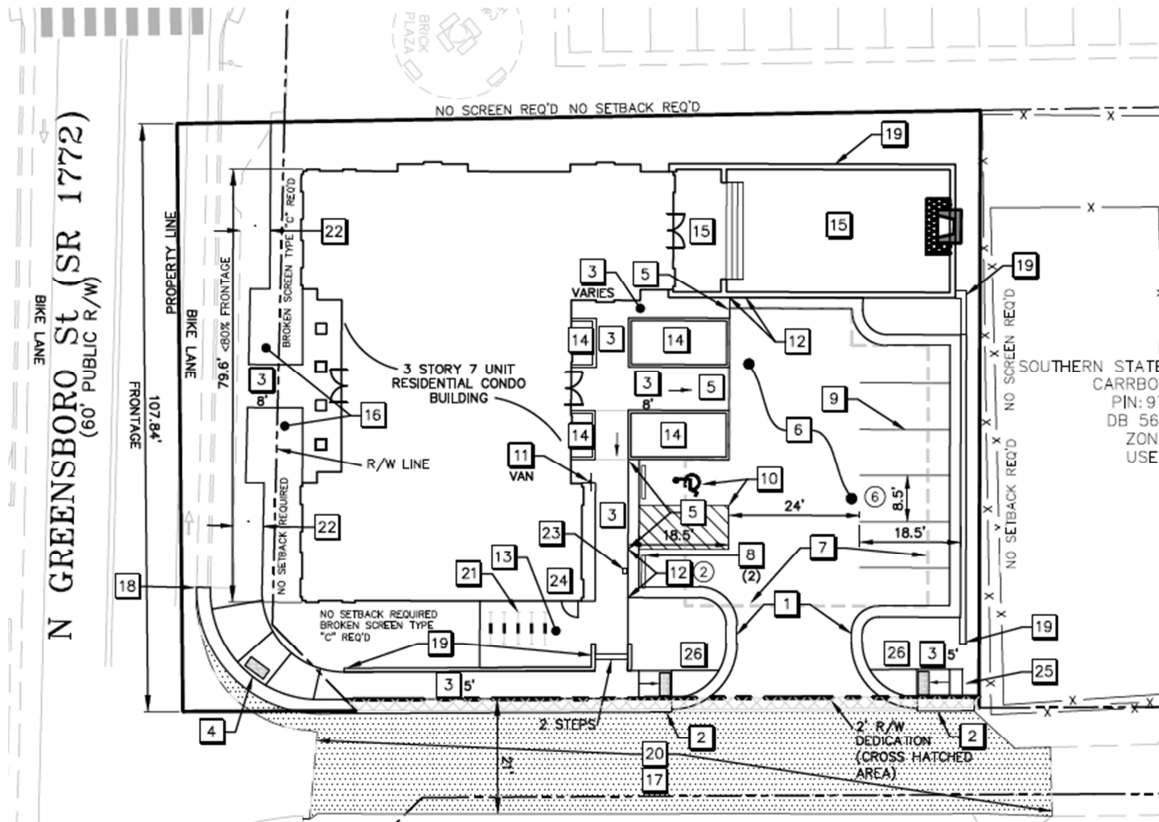 BRICK
PLAZA
NO SCREEN REQ'D NO SETBACK REQ'D
N GREENSBORO St (SR 1772)
(60' PUBLIC R/W)
BIKE LANE
BIKE LANE
PROPERTY LINE
107.84'
FRONTAGE
79.6' <80% FRONTAGE
BROKEN SCREEN TYPE "C" REQ'D
NO SETBACK REQUIRED
22
22
3
8'
16
R/W LINE
3 STORY 7 UNIT
RESIDENTIAL CONDO
BUILDING
19
15
15
19
3
VARIES
5
14
3
14
12
3
8'
5
14
14
6
9
11
VAN
10
6
24'
8.5'
18.5'
3
5
18.5'
23
8
(2)
7
12
2
13
21
24
1
18
NO SETBACK REQUIRED
BROKEN SCREEN TYPE
"C" REQ'D
19
26
26
3 5'
19
25
3 5'
4
2 STEPS
2
2
2' R/W
DEDICATION
(CROSS HATCHED
AREA)
20
17
21'
NO SETBACK REQ'D
NO SCREEN REQ'D
SOUTHERN STATE
CARRBO
PIN: 9
DB 56
ZON
USE